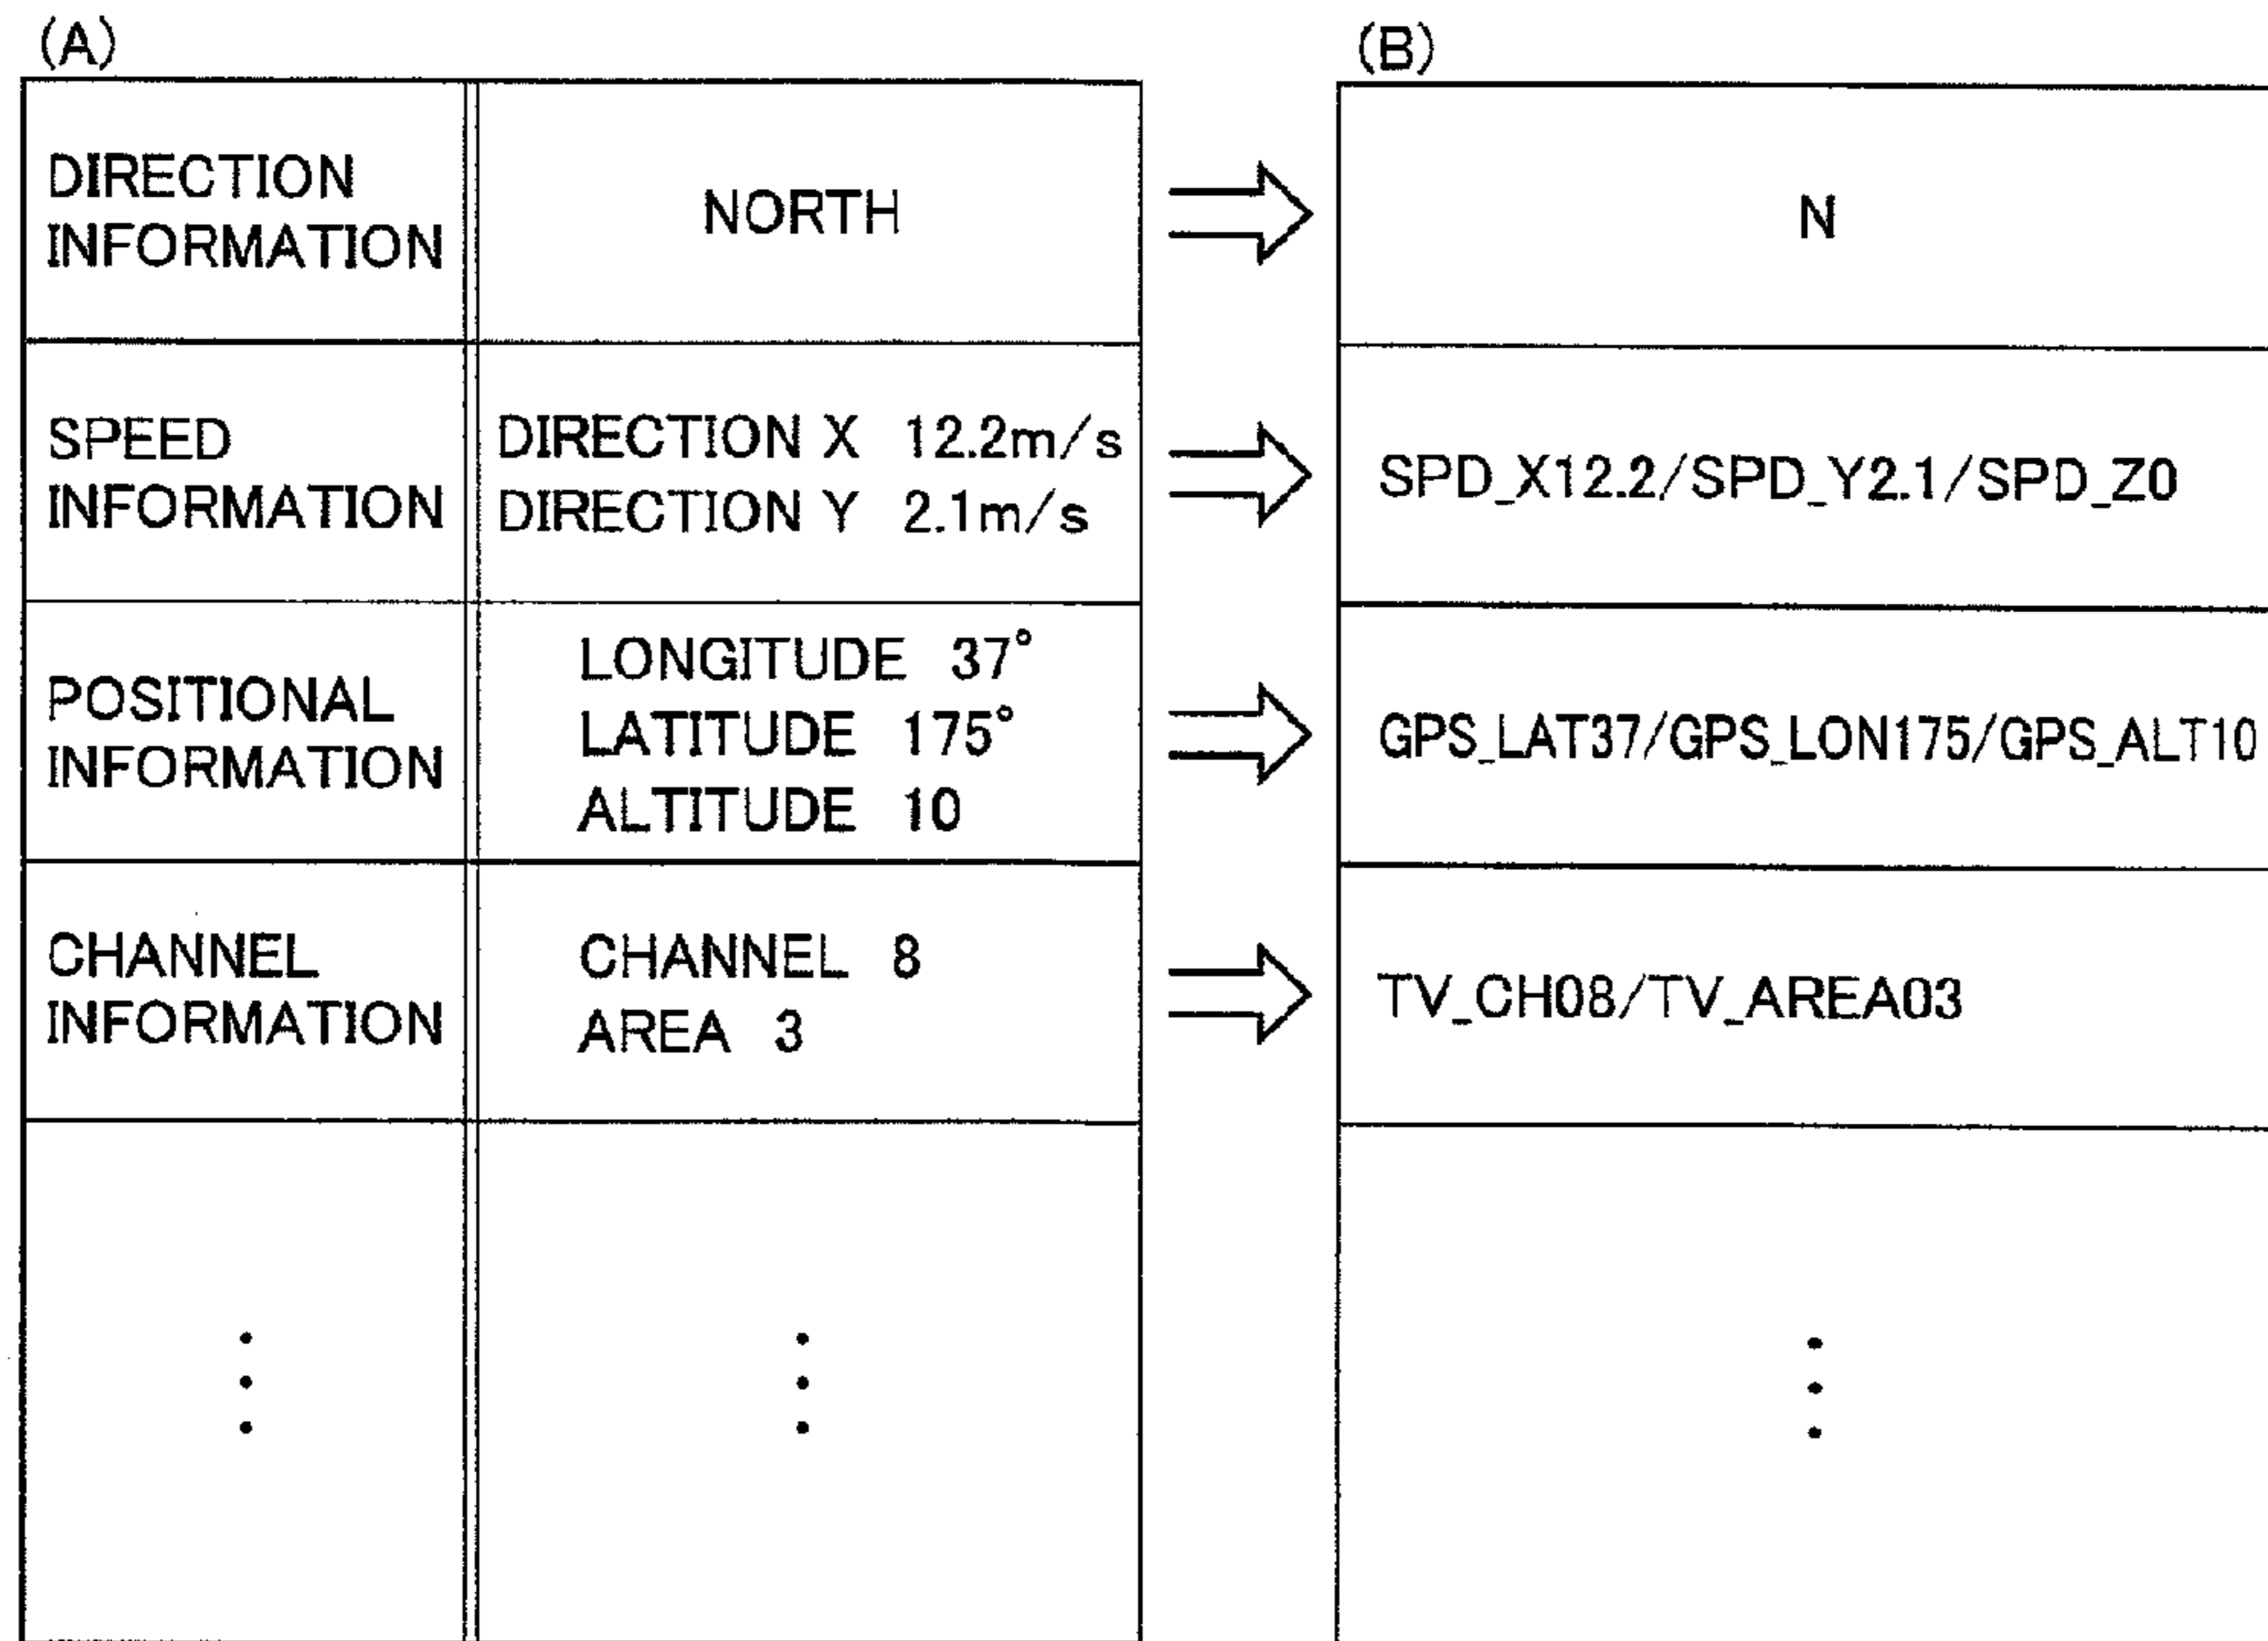 (A)
(B)
DIRECTION
INFORMATION
NORTH
N
SPEED
INFORMATION
DIRECTION X 12.2m/s
DIRECTION Y 2.1m/s
SPD_X12.2/SPD_Y2.1/SPD_Z0
POSITIONAL
INFORMATION
LONGITUDE 37°
LATITUDE 175°
ALTITUDE 10
GPS_LAT37/GPS_LON175/GPS_ALT10
CHANNEL
INFORMATION
CHANNEL 8
AREA 3
TV_CH08/TV_AREA03